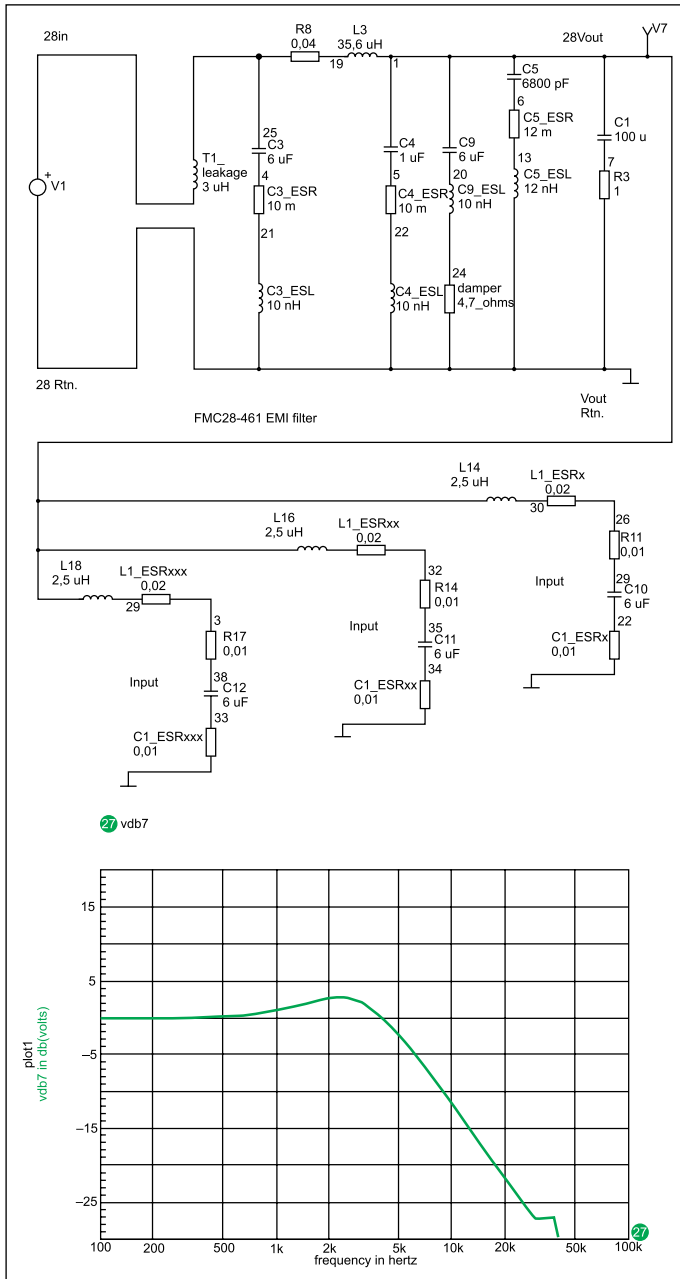 28in
R8
0,04
L3
35,6 uH
19
1
28Vout
V7
C5
6800 pF
6
C5_ESR
12 m
13
C5_ESL
12 nH
C1
100 u
7
R3
1
25
C3
6 uF
4
C3_ESR
10 m
21
C3_ESL
10 nH
C4
1 uF
5
C4_ESR
10 m
22
C4_ESL
10 nH
C9
6 uF
20
C9_ESL
10 nH
24
damper
4,7_ohms
T1_
leakage
3 uH
+
V1
28 Rtn.
Vout
Rtn.
FMC28-461 EMI filter
L14
2,5 uH
L1_ESRx
0,02
30
26
R11
0,01
Input
29
C10
6 uF
22
C1_ESRx
0,01
L16
2,5 uH
L1_ESRxx
0,02
32
R14
0,01
Input
35
C11
6 uF
34
C1_ESRxx
0,01
L18
2,5 uH
L1_ESRxxx
0,02
29
3
R17
0,01
Input
38
C12
6 uF
33
C1_ESRxxx
0,01
27 vdb7
plot1
vdb7 in db(volts)
15
5
–5
–15
–25
27
100 200 500 1k 2k 5k 10k 20k 50k 100k
frequency in hertz